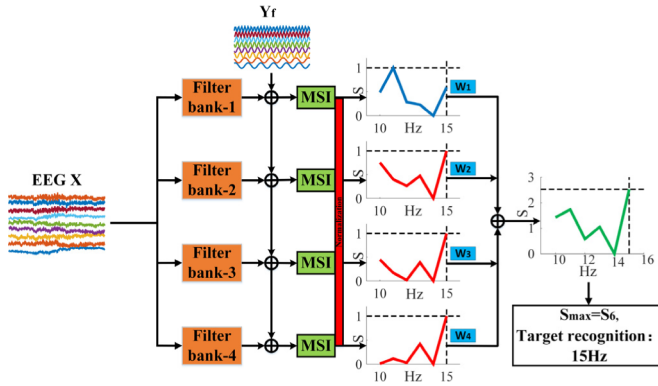 Yf
EEG X
Filter
bank-1
MSI
Filter
bank-2
MSI
Filter
bank-3
MSI
Filter
bank-4
MSI
Normalization
S
1
0
10
Hz
15
W1
S
1
0
10
Hz
15
W2
S
1
0
10
Hz
15
W3
S
1
0
10
Hz
15
W4
S
3
2
1
0
10 12 14 16
Hz
Smax=S6,
Target recognition:
15Hz